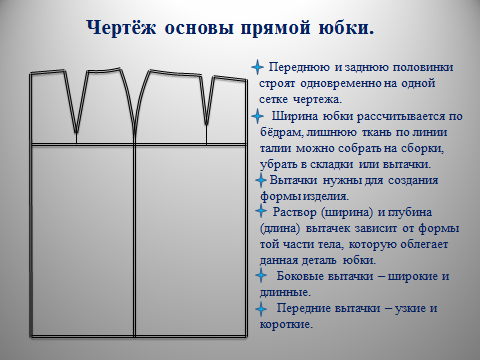 Чертёж основы прямой юбки.
Переднюю и заднюю половинки
строят одновременно на одной
сетке чертежа.
Ширина юбки рассчитывается по
бёдрам, лишнюю ткань по линии
талии можно собрать на сборки,
убрать в складки или вытачки.
Вытачки нужны для создания
формы изделия.
Раствор (ширина) и глубина
(длина) вытачек зависит от формы
той части тела, которую облегает
данная деталь юбки.
Боковые вытачки – широкие и
длинные.
Передние вытачки – узкие и
короткие.